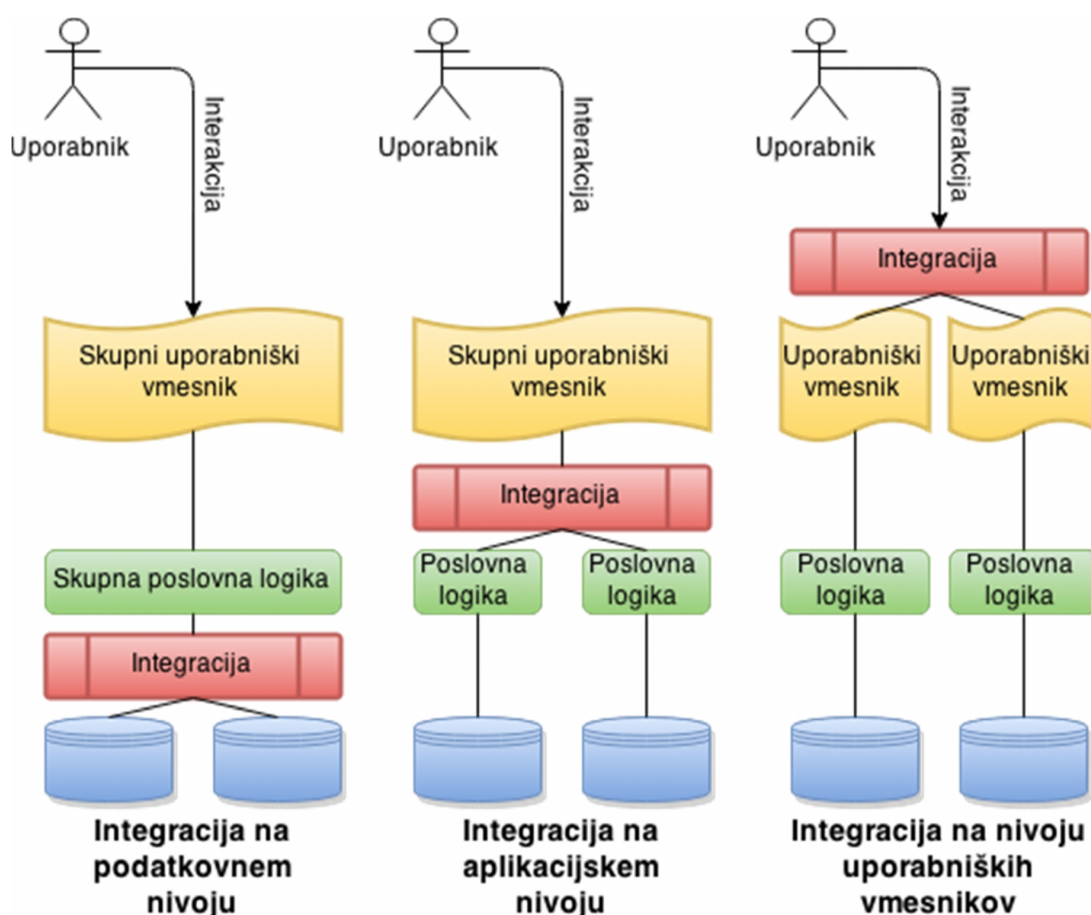 Uporabnik
Interakcija
Skupni uporabniški
vmesnik
Skupna poslovna logika
Integracija
Integracija na
podatkovnem
nivoju
Uporabnik
Interakcija
Skupni uporabniški
vmesnik
Integracija
Poslovna
logika
Poslovna
logika
Integracija na
aplikacijskem
nivoju
Uporabnik
Interakcija
Integracija
Uporabniški
vmesnik
Uporabniški
vmesnik
Poslovna
logika
Poslovna
logika
Integracija na nivoju
uporabniških
vmesnikov